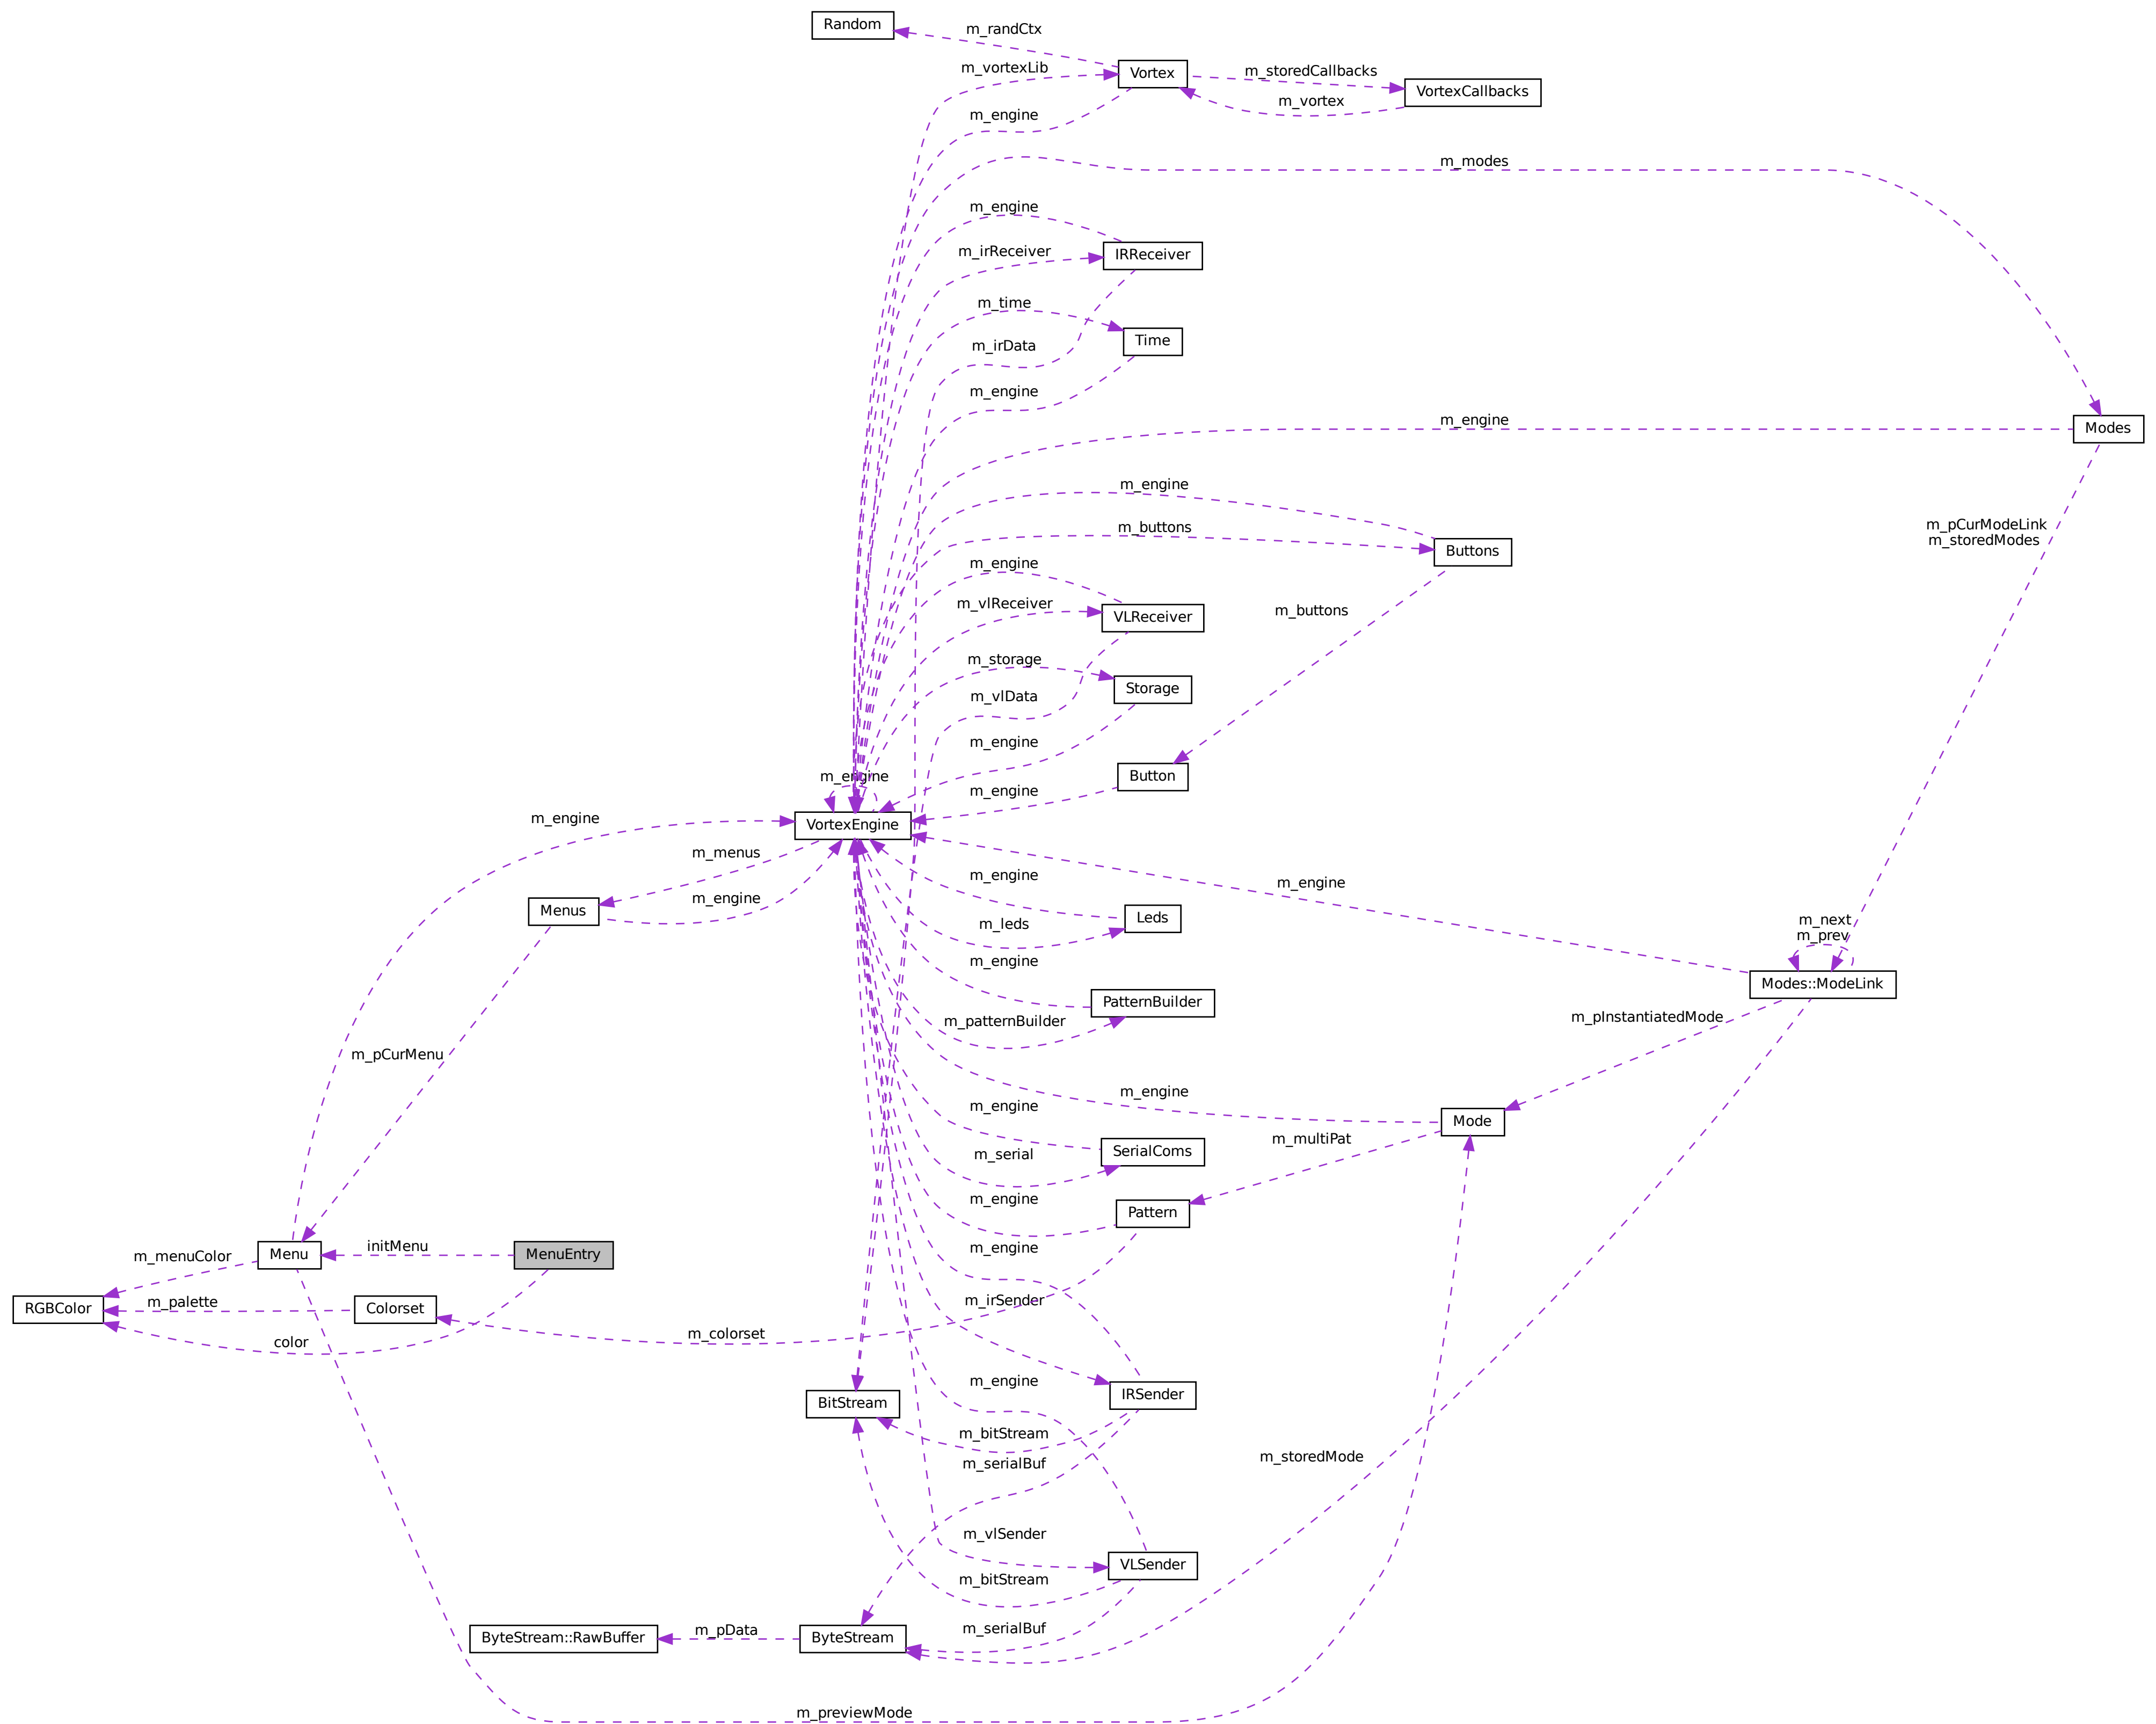 Random
m_randCtx
m_vortexLib
Vortex
m_storedCallbacks
VortexCallbacks
m_vortex
m_engine
m_modes
m_engine
m_irReceiver
IRReceiver
m_time
Time
m_irData
m_engine
m_engine
Modes
m_engine
m_buttons
Buttons
m_pCurModeLink
m_storedModes
m_engine
m_vlReceiver
VLReceiver
m_buttons
m_storage
Storage
m_vlData
m_engine
Button
m_engine
m_engine
VortexEngine
m_engine
m_menus
m_engine
Menus
m_engine
Leds
m_leds
m_engine
m_next
m_prev
Modes::ModeLink
m_engine
PatternBuilder
m_patternBuilder
m_pInstantiatedMode
m_pCurMenu
m_engine
Mode
m_engine
SerialComs
m_serial
m_multiPat
m_engine
Pattern
m_engine
Menu
initMenu
MenuEntry
m_menuColor
RGBColor
m_palette
Colorset
m_irSender
color
m_colorset
m_engine
IRSender
BitStream
m_bitStream
m_serialBuf
m_storedMode
m_vlSender
VLSender
m_bitStream
m_serialBuf
ByteStream::RawBuffer
m_pData
ByteStream
m_previewMode